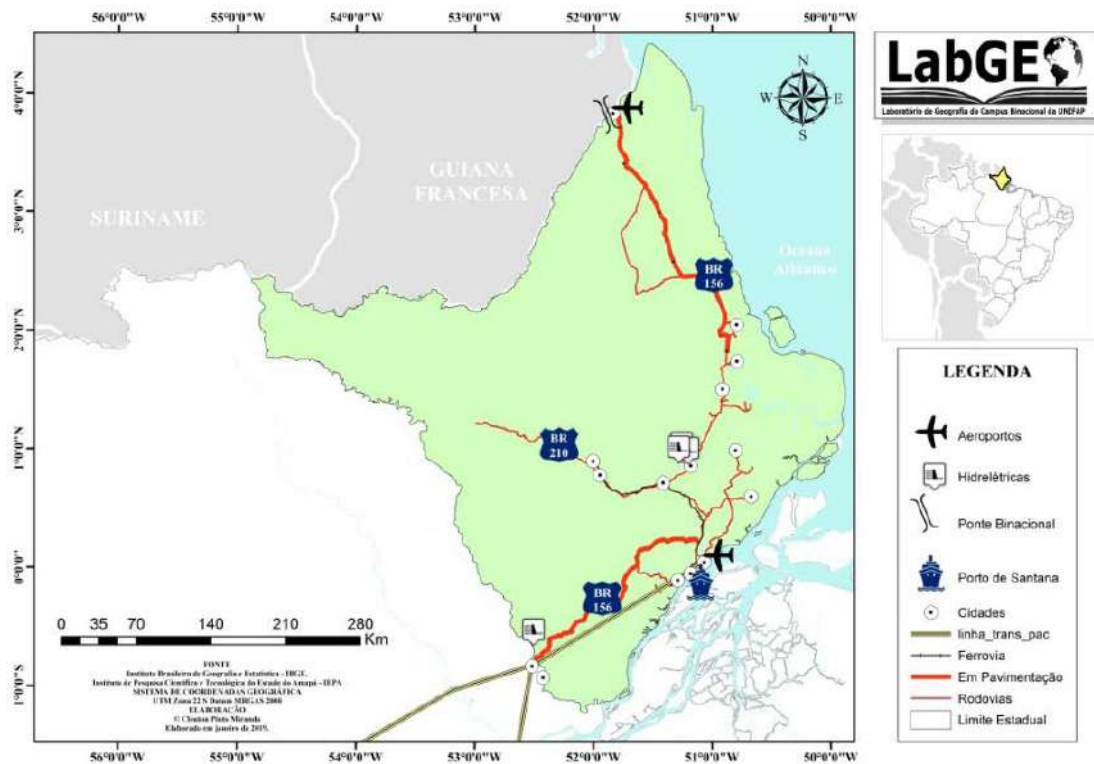 56°0'0"W 55°0'0"W 54°0'0"W 53°0'0"W 52°0'0"W 51°0'0"W 50°0'0"W
4°0'0"N
3°0'0"N
2°0'0"N
1°0'0"N
0°0'0"N
1°0'0"S
N
W E
S
GUIANA
FRANCESA
SURINAME
Oceano
Atlântico
BR
156
BR
210
BR
156
0 35 70 140 210 280
Km
FONTE
Instituto Brasileiro de Geografia e Estatística - IBGE.
Instituto de Pesquisa Científica e Tecnológica do Estado do Amapá - IEPA
SISTEMA DE COORDENADAS GEOGRÁFICA
UTM Zona 22 N Datum SIRGAS 2000
ELABORAÇÃO
© Cleuton Pinto Miranda
Elaborado em janeiro de 2019.
56°0'0"W 55°0'0"W 54°0'0"W 53°0'0"W 52°0'0"W 51°0'0"W 50°0'0"W
LabGEO
Laboratório de Geografia do Campus Binacional da UNIFAP
LEGENDA
Aeroportos
Hidrelétricas
Ponte Binacional
Porto de Santana
Cidades
linha_trans_pac
Ferrovia
Em Pavimentação
Rodovias
Limite Estadual